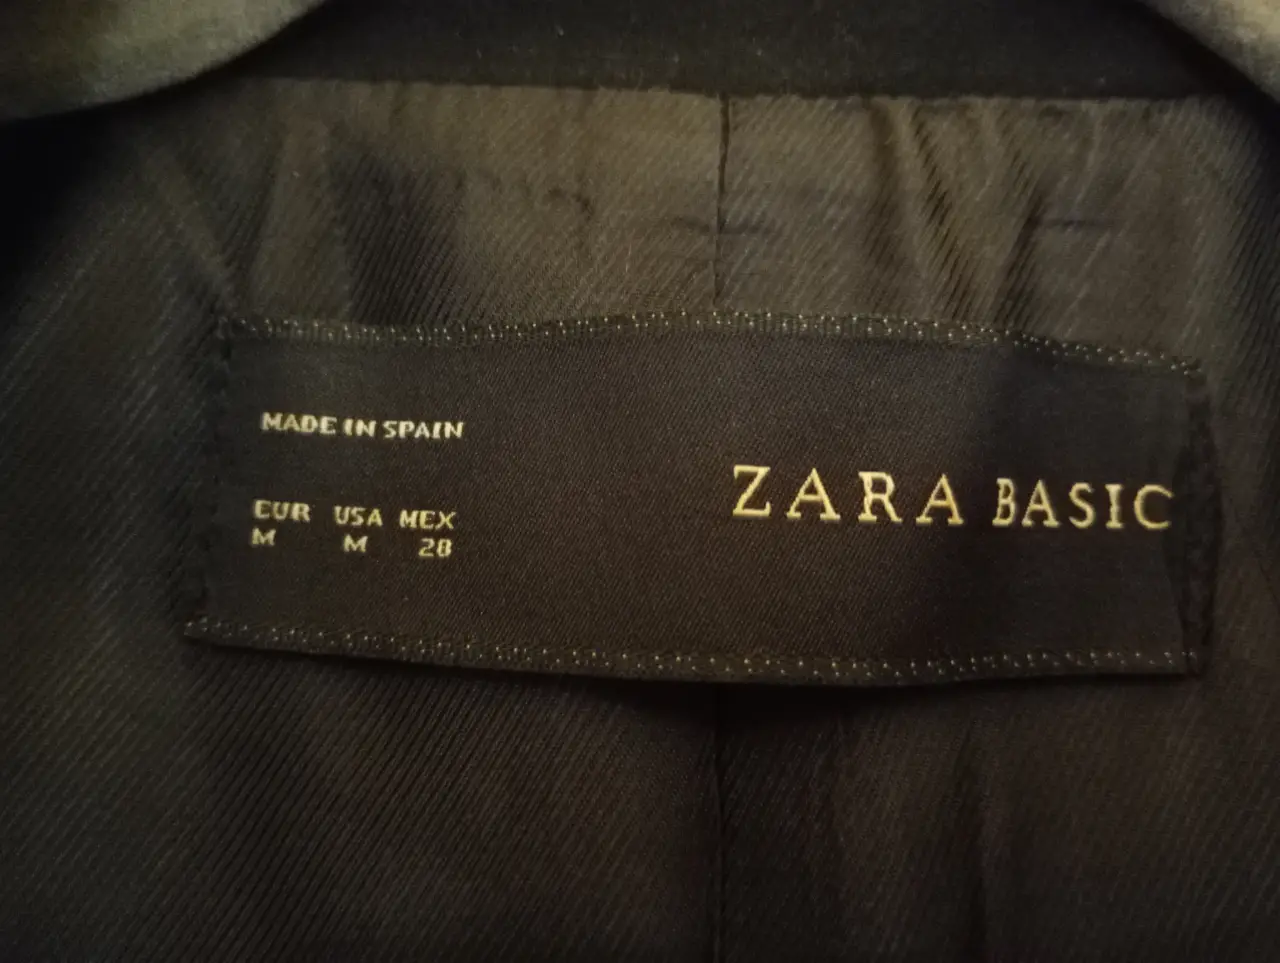 MADE IN SPAIN
EUR USA MEX
M M 28
ZARA BASIC